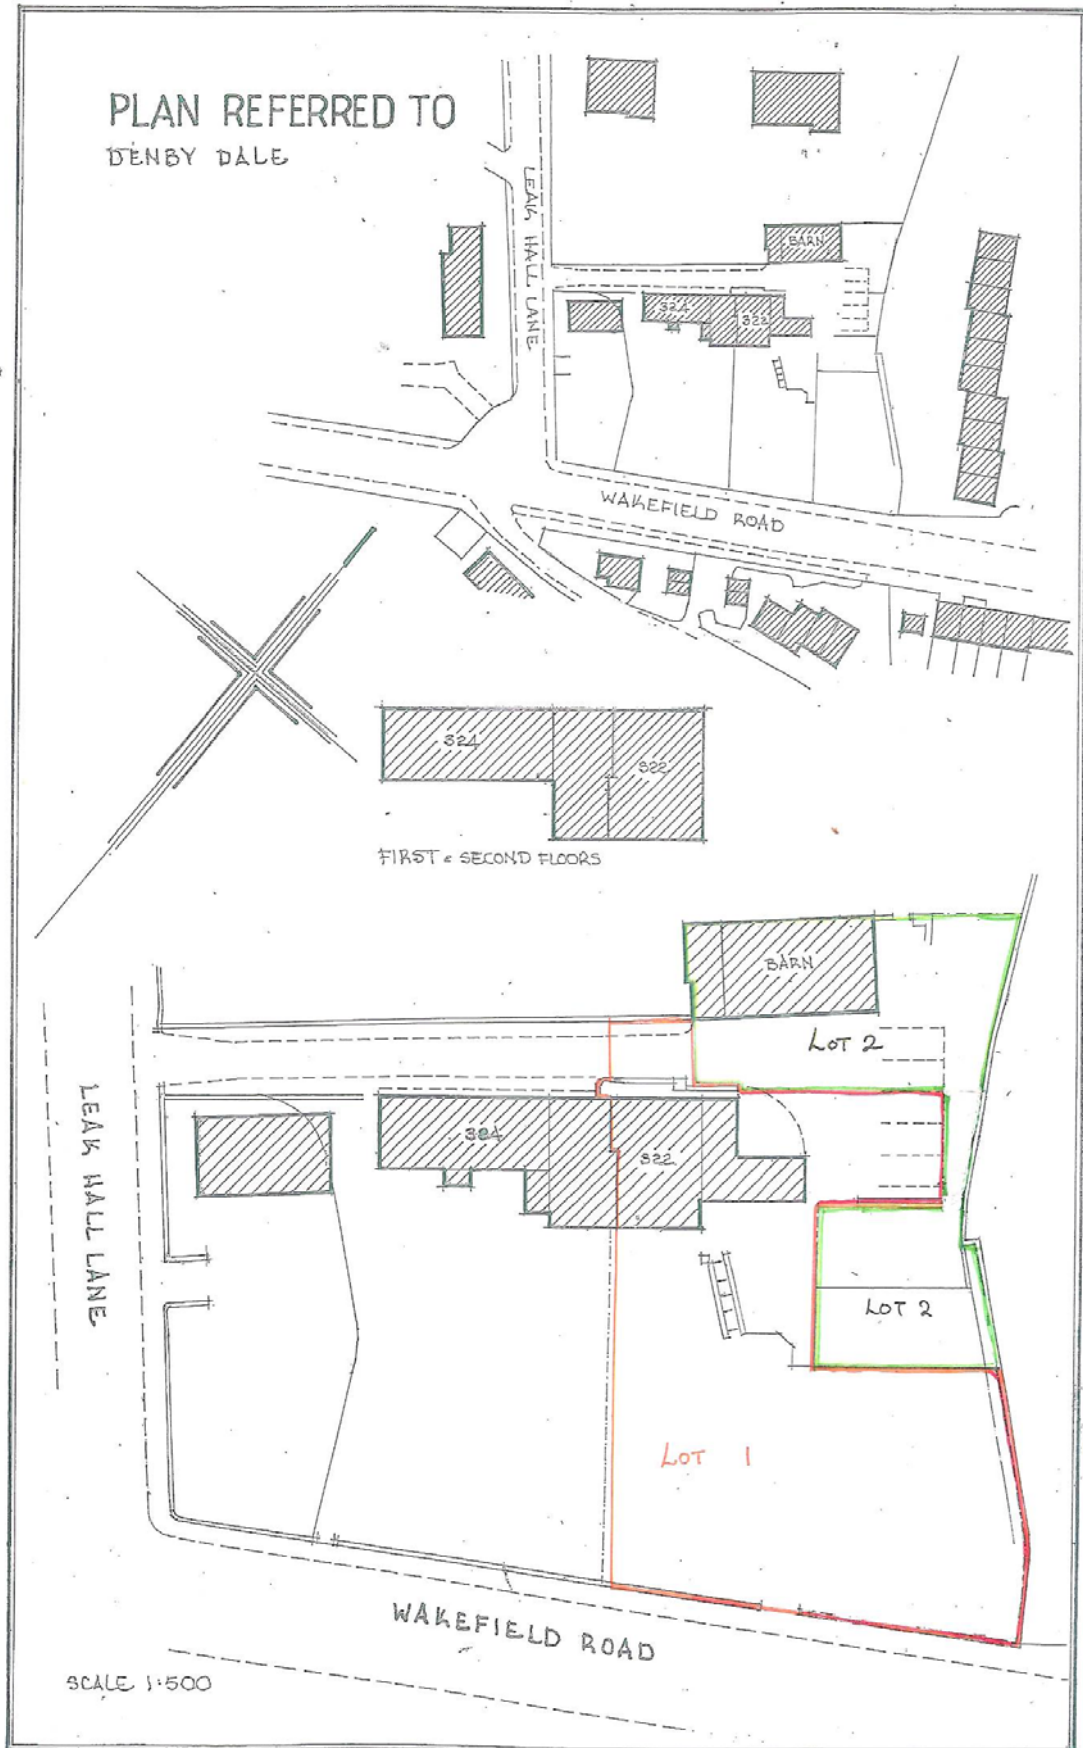 PLAN REFERRED TO
DENBY DALE
LEAK HALL LANE
BARN
324
322
WAKEFIELD ROAD
324
322
FIRST & SECOND FLOORS
BARN
LOT 2
LEAK HALL LANE
324
322
LOT 2
LOT 1
WAKEFIELD ROAD
SCALE 1:500